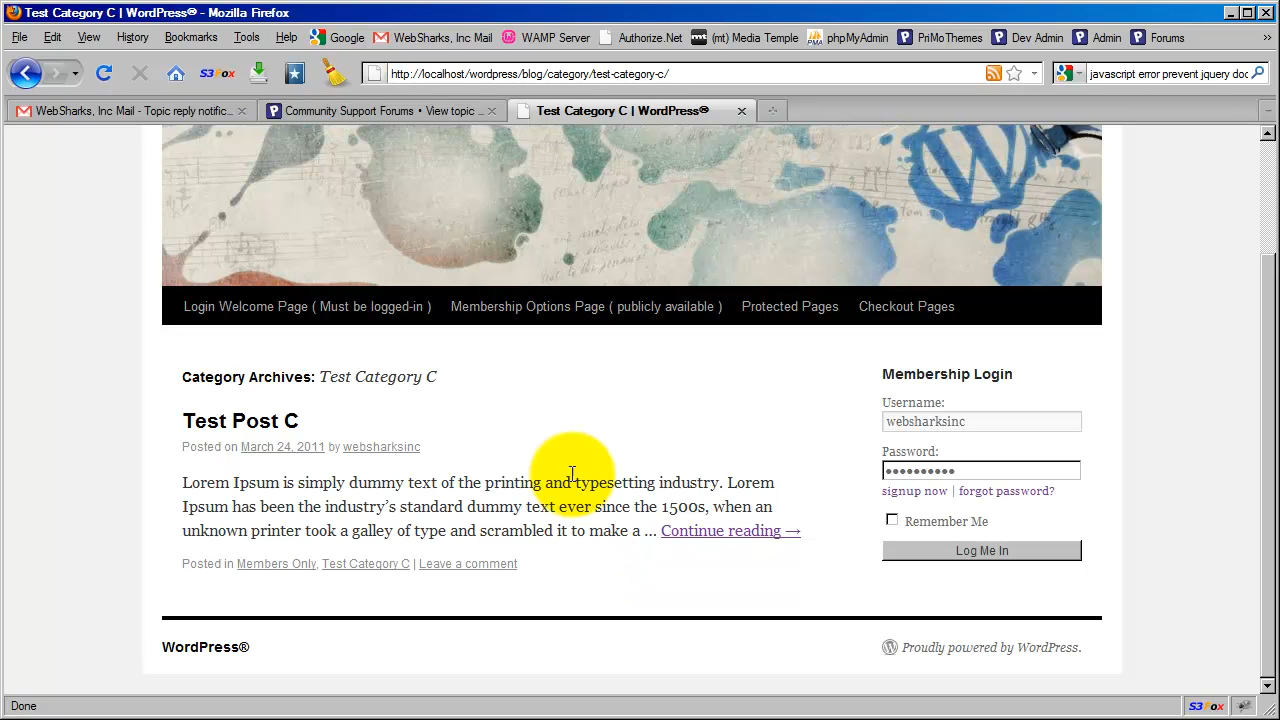 Test Category C | WordPress® - Mozilla Firefox
File Edit View History Bookmarks Tools Help Google WebSharks, Inc Mail WAMP Server Authorize.Net (mt) Media Temple phpMyAdmin PriMoThemes Dev Admin Admin Forums »
S3Fox http://localhost/wordpress/blog/category/test-category-c/ javascript error prevent jquery doc
WebSharks, Inc Mail - Topic reply notific... Community Support Forums • View topic ... Test Category C | WordPress®
Login Welcome Page ( Must be logged-in ) Membership Options Page ( publicly available ) Protected Pages Checkout Pages
Category Archives: Test Category C
Test Post C
Posted on March 24, 2011 by websharksinc
Lorem Ipsum is simply dummy text of the printing and typesetting industry. Lorem
Ipsum has been the industry’s standard dummy text ever since the 1500s, when an
unknown printer took a galley of type and scrambled it to make a ... Continue reading →
Posted in Members Only, Test Category C | Leave a comment
Membership Login
Username:
websharksinc
Password:
●●●●●●●●●●
signup now | forgot password?
Remember Me
Log Me In
WordPress®
Proudly powered by WordPress.
Done
S3Fox